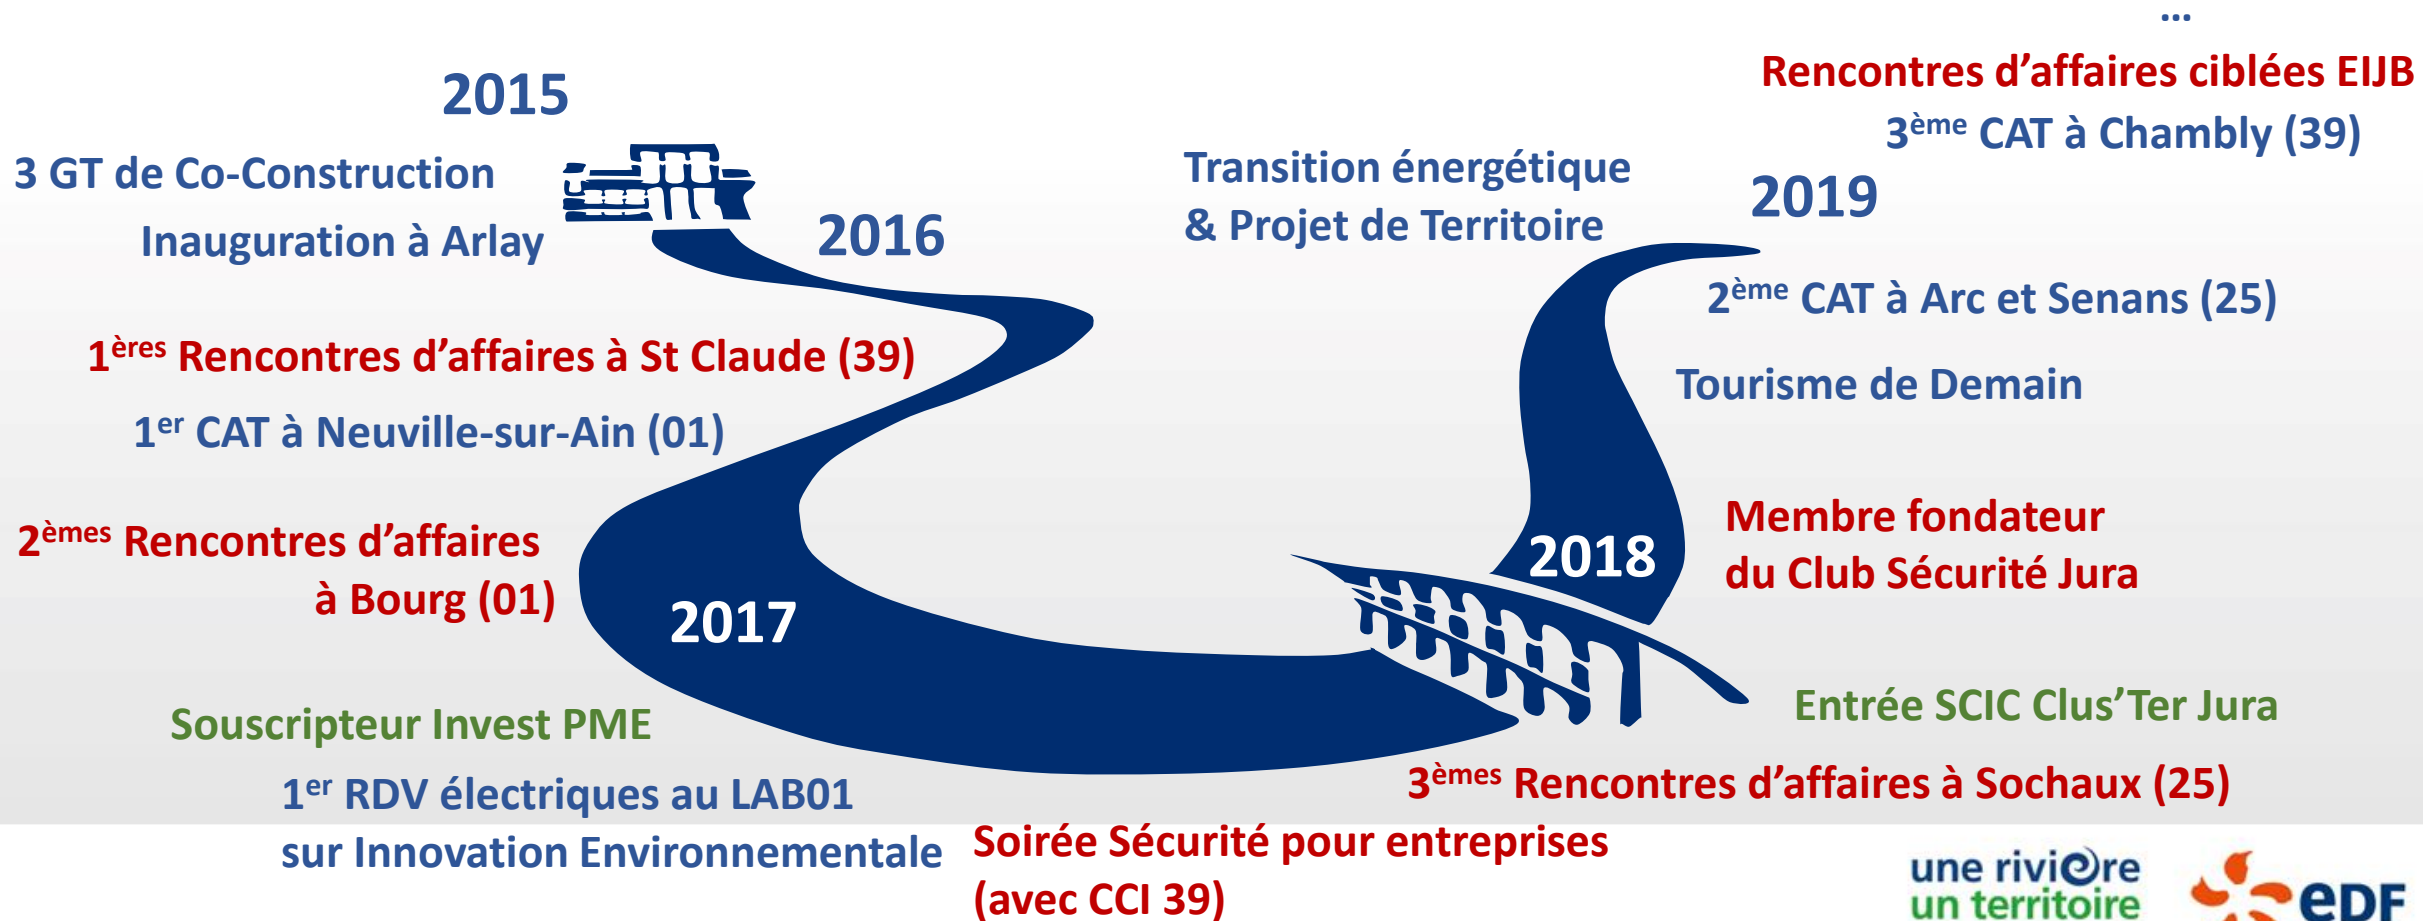 2015
3 GT de Co-Construction
Inauguration à Arlay
2016
1ères Rencontres d’affaires à St Claude (39)
1er CAT à Neuville-sur-Ain (01)
2èmes Rencontres d’affaires
à Bourg (01)
2017
Souscripteur Invest PME
1er RDV électriques au LAB01
sur Innovation Environnementale
Soirée Sécurité pour entreprises
(avec CCI 39)
3èmes Rencontres d’affaires à Sochaux (25)
Entrée SCIC Clus’Ter Jura
Membre fondateur
du Club Sécurité Jura
2018
Tourisme de Demain
2ème CAT à Arc et Senans (25)
Transition énergétique
& Projet de Territoire
2019
3ème CAT à Chambly (39)
Rencontres d’affaires ciblées EIJB
...
une rivière
un territoire
eDF